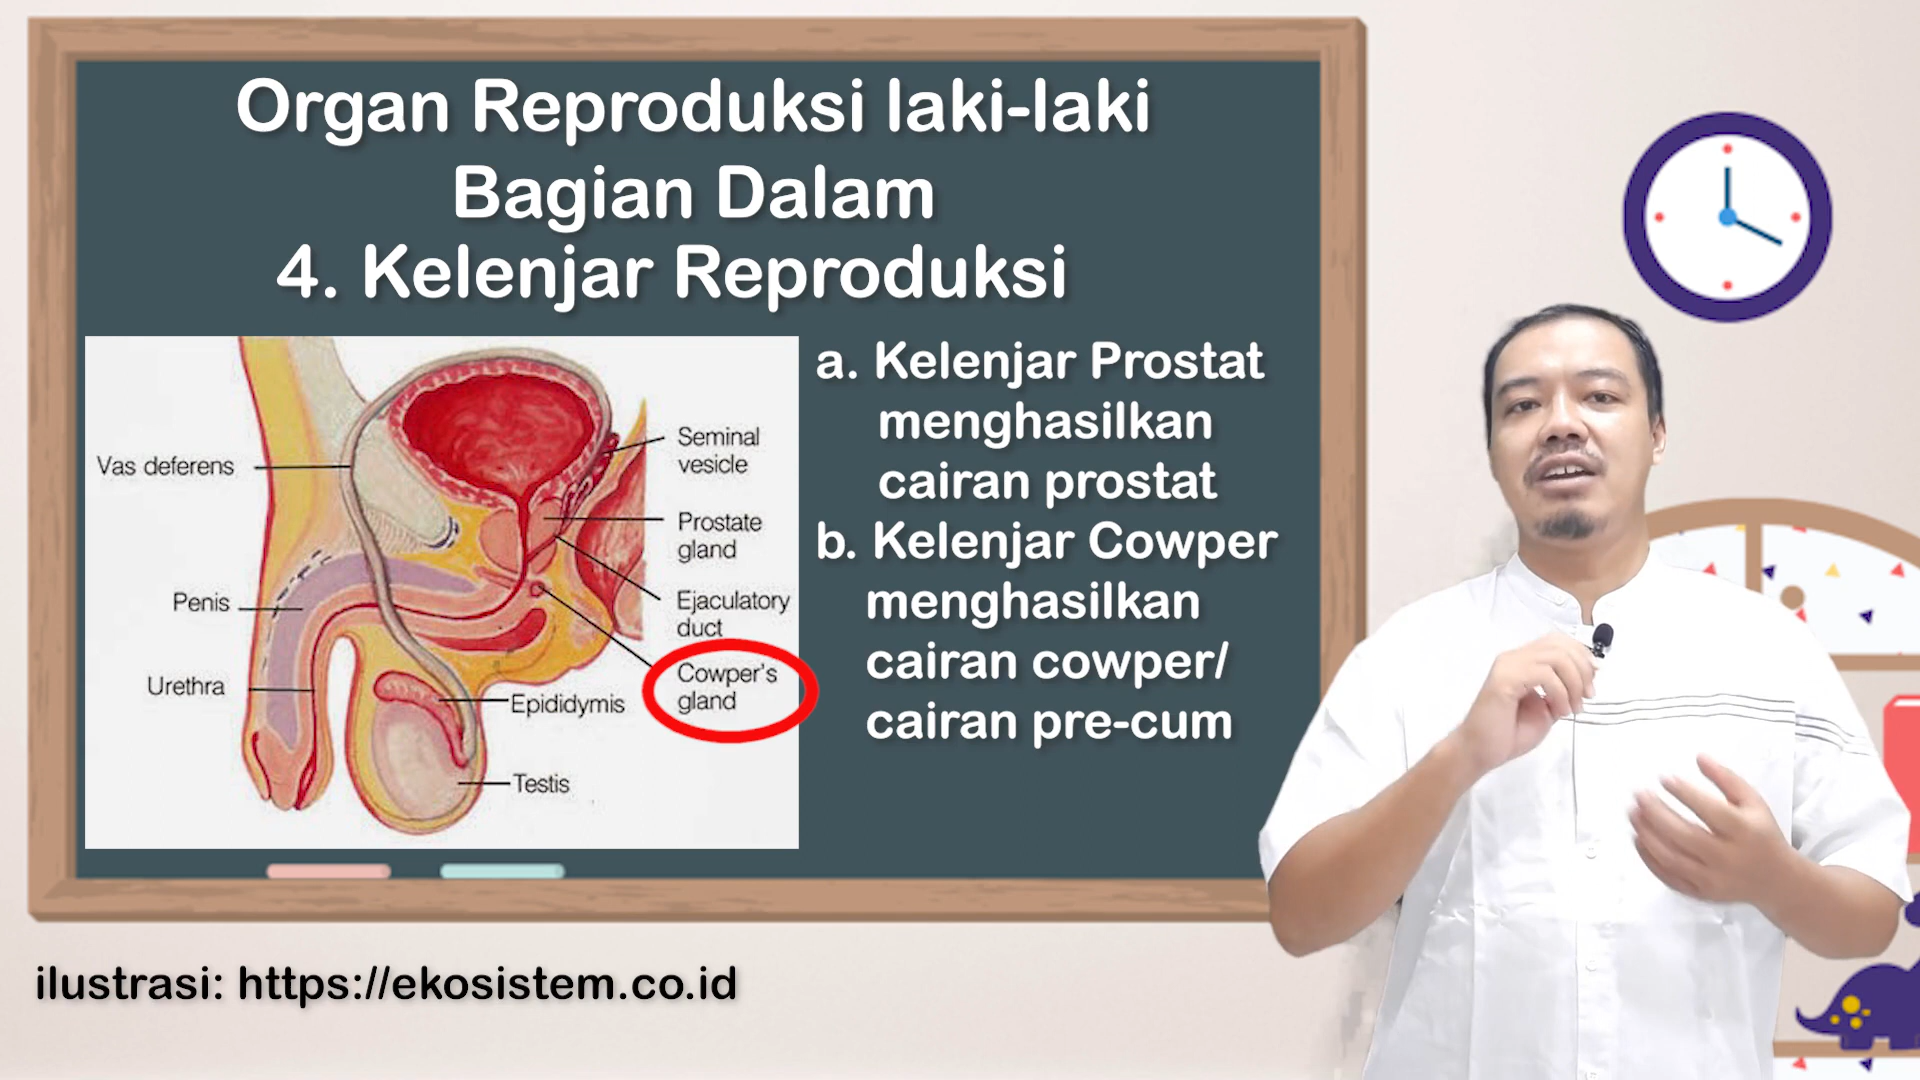 Organ Reproduksi laki-laki
Bagian Dalam
4. Kelenjar Reproduksi
Vas deferens
Penis
Urethra
Seminal
vesicle
Prostate
gland
Ejaculatory
duct
Cowper's
gland
Epididymis
Testis
a. Kelenjar Prostat
menghasilkan
cairan prostat
b. Kelenjar Cowper
menghasilkan
cairan cowper/
cairan pre-cum
ilustrasi: https://ekosistem.co.id